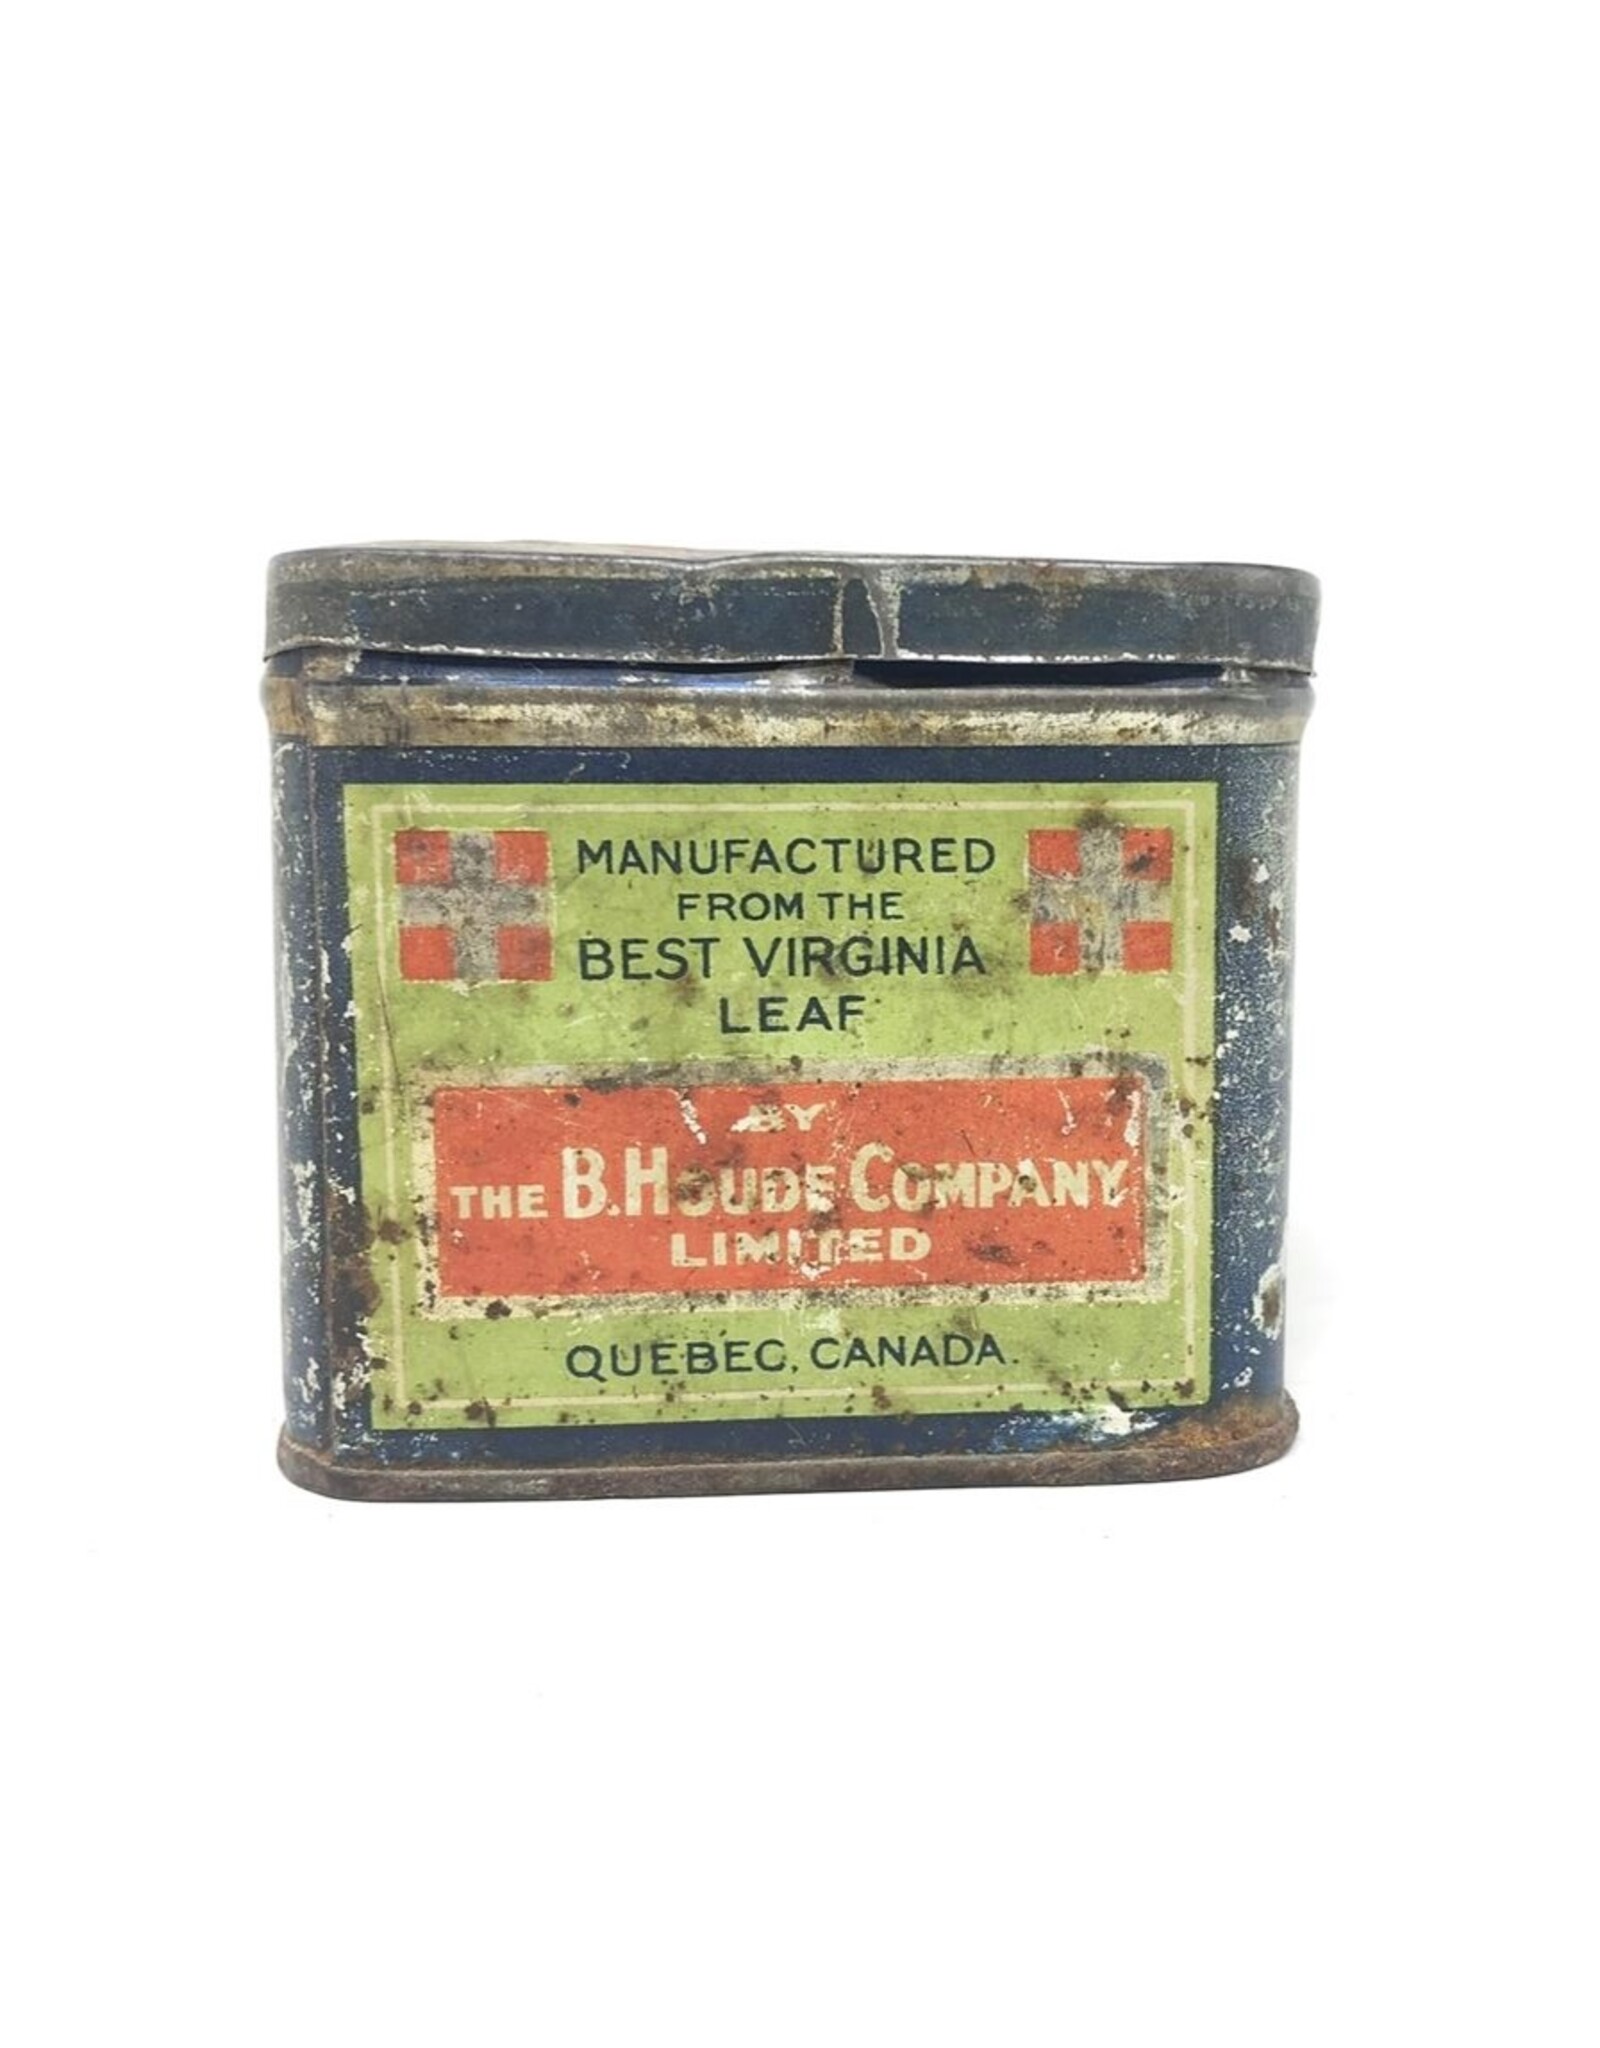 MANUFACTURED
FROM THE
BEST VIRGINIA
LEAF
BY
THE B. HOUDE COMPANY
LIMITED
QUEBEC, CANADA.